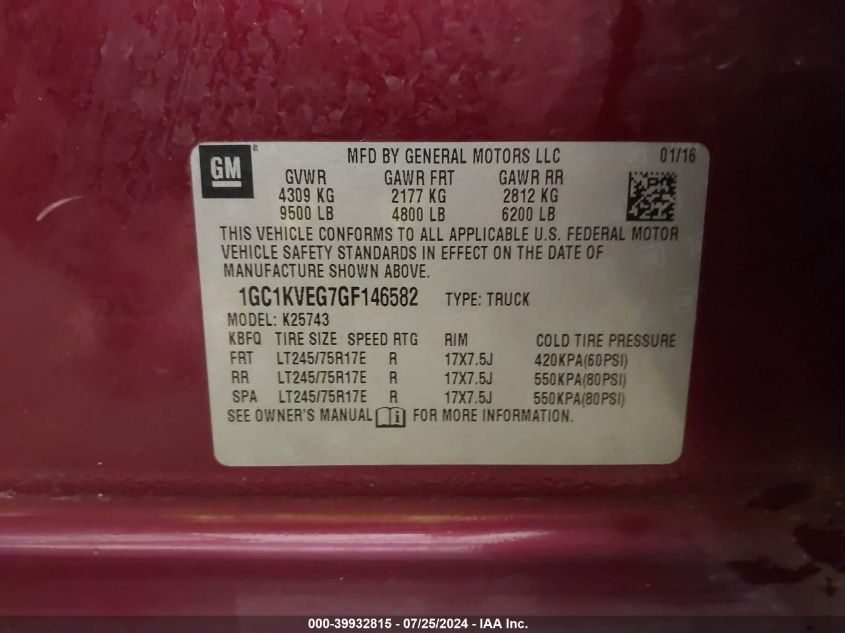 GM ® MFD BY GENERAL MOTORS LLC 01/16
GVWR GAWR FRT GAWR RR
4309 KG 2177 KG 2812 KG
9500 LB 4800 LB 6200 LB
THIS VEHICLE CONFORMS TO ALL APPLICABLE U.S. FEDERAL MOTOR
VEHICLE SAFETY STANDARDS IN EFFECT ON THE DATE OF
MANUFACTURE SHOWN ABOVE.
1GC1KVEG7GF146582 TYPE: TRUCK
MODEL: K25743
KBFQ TIRE SIZE SPEED RTG RIM COLD TIRE PRESSURE
FRT LT245/75R17E R 17X7.5J 420KPA(60PSI)
RR LT245/75R17E R 17X7.5J 550KPA(80PSI)
SPA LT245/75R17E R 17X7.5J 550KPA(80PSI)
SEE OWNER'S MANUAL i FOR MORE INFORMATION.
000-39932815 - 07/25/2024 - IAA Inc.